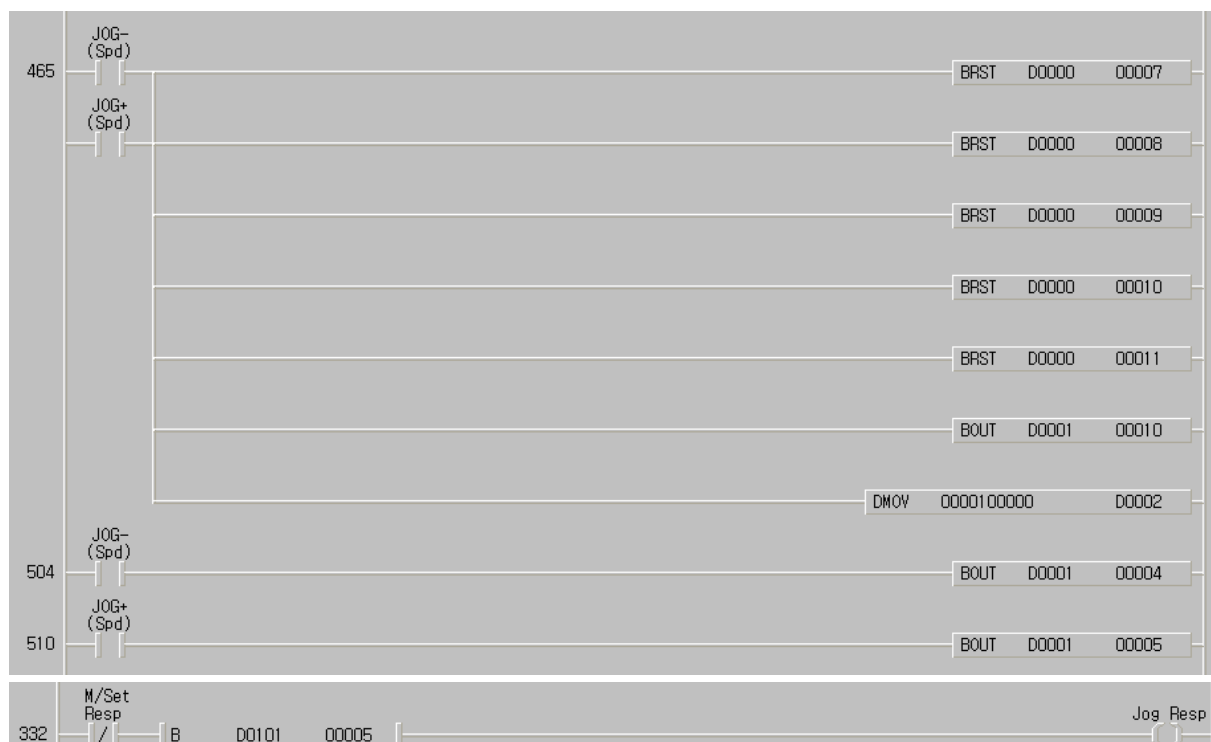 JOG-
(Spd)
465 BRST D0000 00007
JOG+
(Spd)
BRST D0000 00008
BRST D0000 00009
BRST D0000 00010
BRST D0000 00011
BOUT D0001 00010
DMOV 0000100000 D0002
JOG-
(Spd)
504 BOUT D0001 00004
JOG+
(Spd)
510 BOUT D0001 00005
M/Set
Resp Jog Resp
332 / B D0101 00005